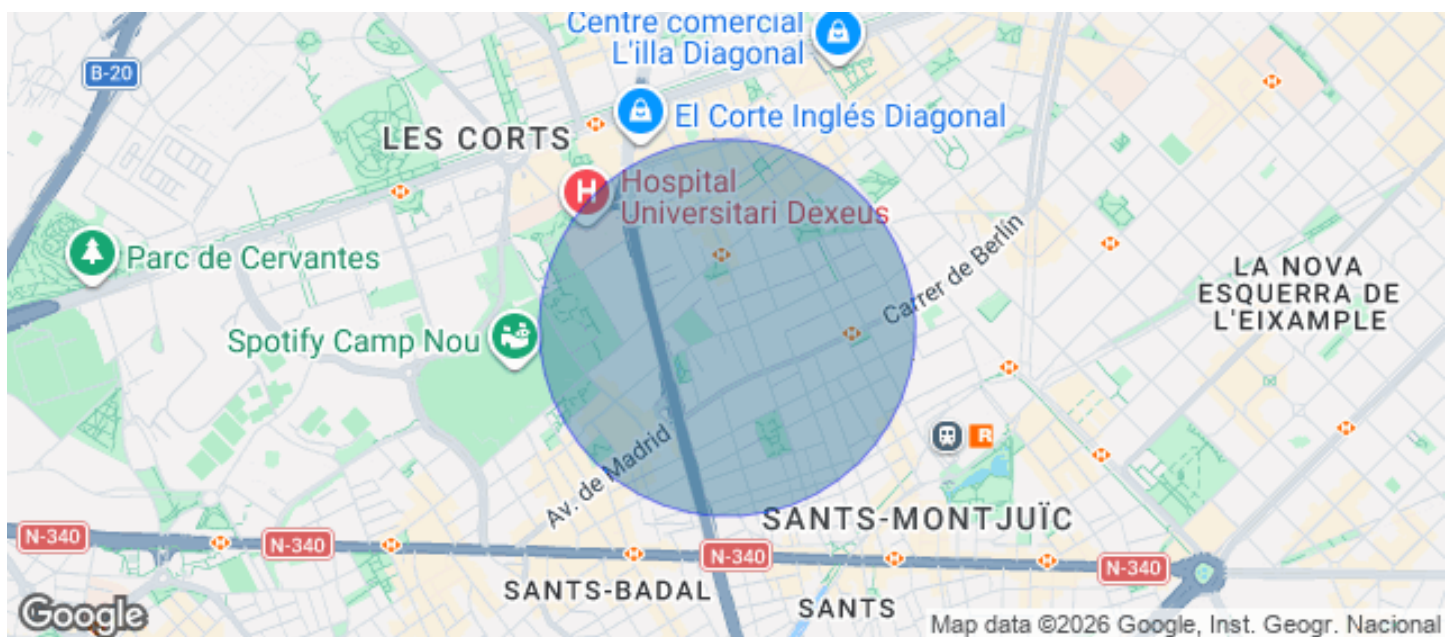 Centre comercial
L'illa Diagonal
B-20
El Corte Inglés Diagonal
LES CORTS
H
Hospital
Universitari Dexeus
Parc de Cervantes
Carrer de Berlín
LA NOVA
ESQUERRA DE
L'EIXAMPLE
Spotify Camp Nou
R
Av. de Madrid
SANTS-MONTJUÏC
N-340
N-340
N-340
N-340
SANTS-BADAL
SANTS
Google
Map data ©2026 Google, Inst. Geogr. Nacional